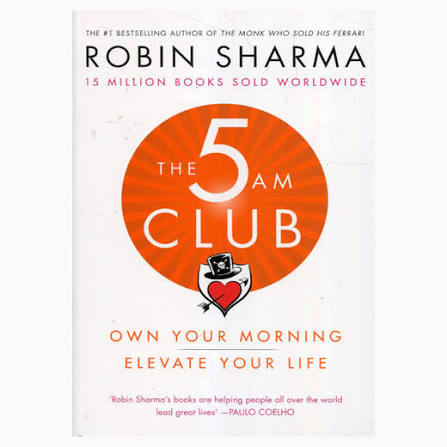 THE #1 BESTSELLING AUTHOR OF THE MONK WHO SOLD HIS FERRARI
ROBIN SHARMA
15 MILLION BOOKS SOLD WORLDWIDE
THE 5 AM
CLUB
OWN YOUR MORNING
ELEVATE YOUR LIFE
‘Robin Sharma's books are helping people all over the world
lead great lives’ —PAULO COELHO